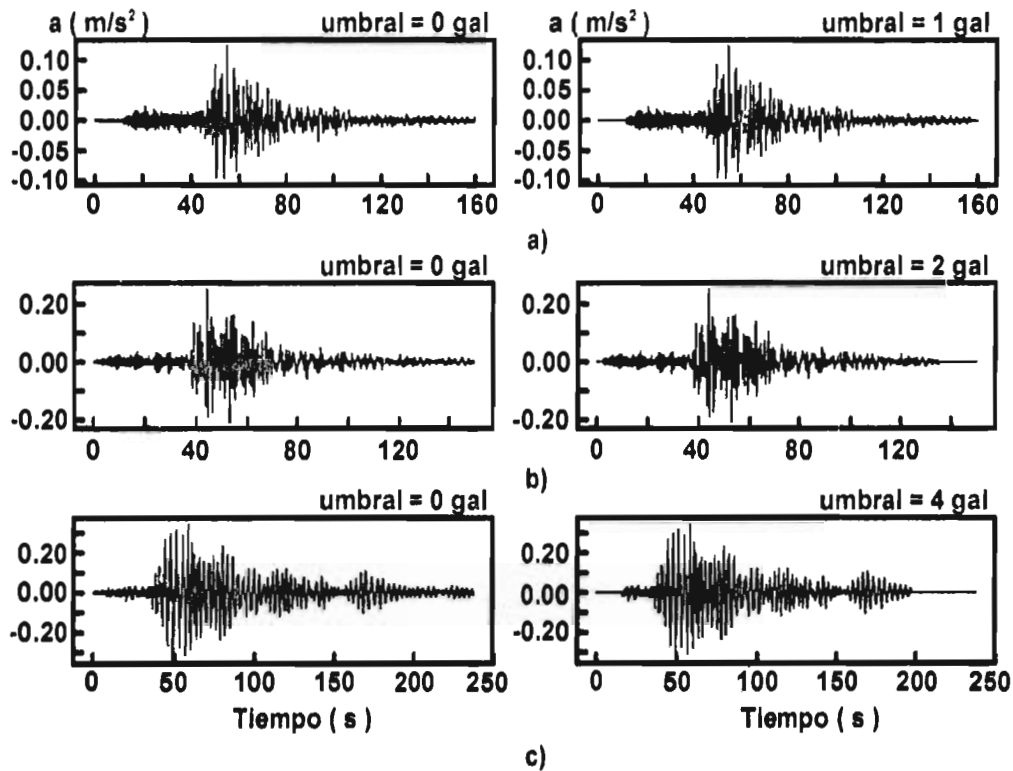 a ( m/s² ) umbral = 0 gal
0.10
0.05
0.00
-0.05
-0.10
0 40 80 120 160
a ( m/s² ) umbral = 1 gal
0.10
0.05
0.00
-0.05
-0.10
0 40 80 120 160
a)
umbral = 0 gal
0.20
0.00
-0.20
0 40 80 120
umbral = 2 gal
0.20
0.00
-0.20
0 40 80 120
b)
umbral = 0 gal
0.20
0.00
-0.20
0 50 100 150 200 250
Tiempo ( s )
umbral = 4 gal
0.20
0.00
-0.20
0 50 100 150 200 250
Tiempo ( s )
c)